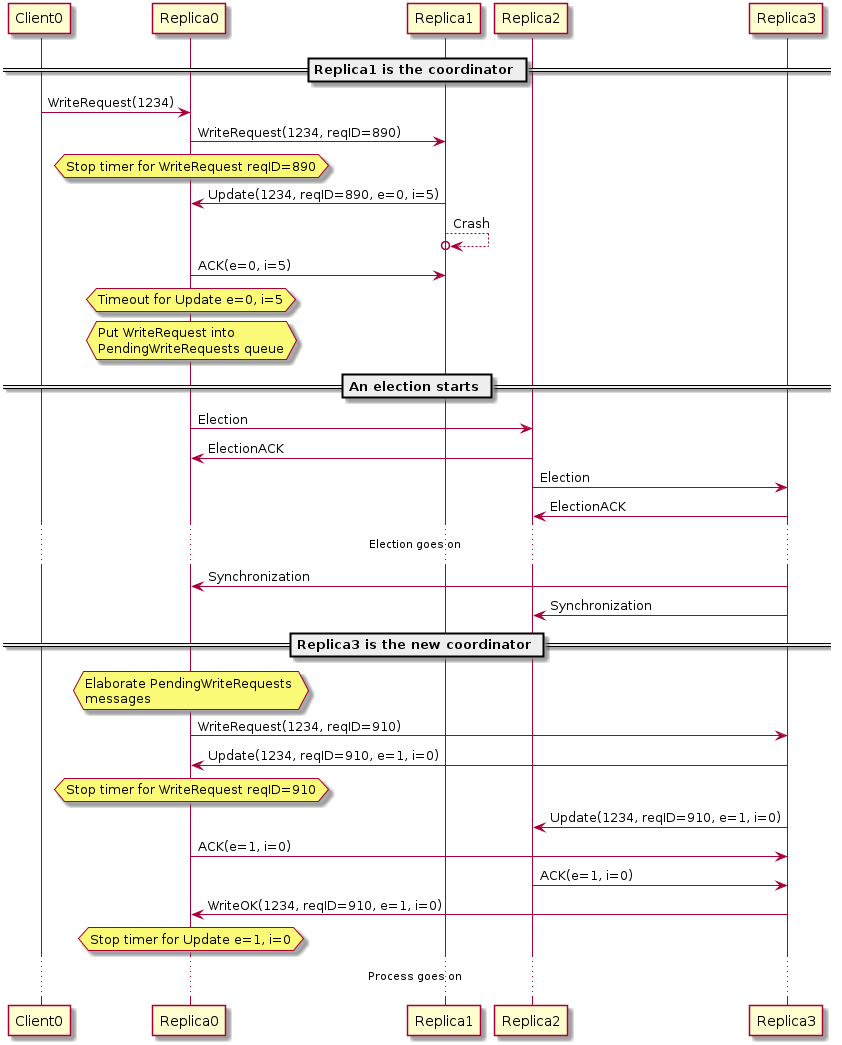 Client0 Replica0 Replica1 Replica2 Replica3
Replica1 is the coordinator
WriteRequest(1234)
WriteRequest(1234, reqID=890)
Stop timer for WriteRequest reqID=890
Update(1234, reqID=890, e=0, i=5)
Crash
ACK(e=0, i=5)
Timeout for Update e=0, i=5
Put WriteRequest into
PendingWriteRequests queue
An election starts
Election
ElectionACK
Election
ElectionACK
Election goes on
Synchronization
Synchronization
Replica3 is the new coordinator
Elaborate PendingWriteRequests
messages
WriteRequest(1234, reqID=910)
Update(1234, reqID=910, e=1, i=0)
Stop timer for WriteRequest reqID=910
Update(1234, reqID=910, e=1, i=0)
ACK(e=1, i=0)
ACK(e=1, i=0)
WriteOK(1234, reqID=910, e=1, i=0)
Stop timer for Update e=1, i=0
Process goes on
Client0 Replica0 Replica1 Replica2 Replica3